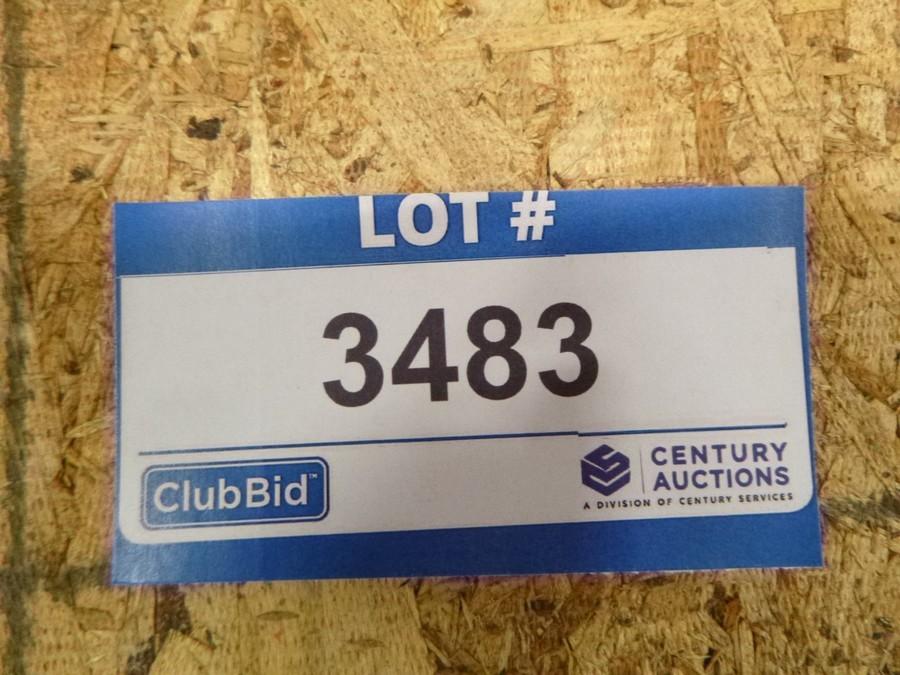 LOT #
3483
ClubBid™
CENTURY
AUCTIONS
A DIVISION OF CENTURY SERVICES